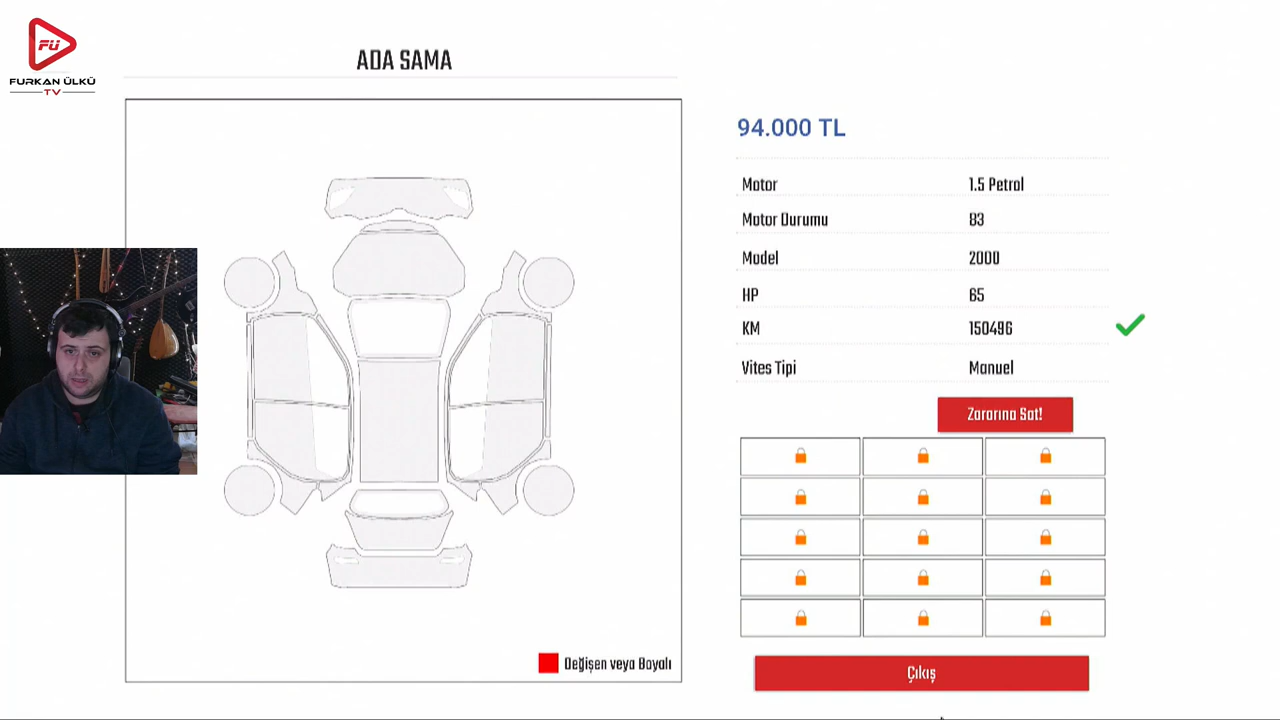 FU
FURKAN ÜLKÜ
TV
ADA SAMA
94.000 TL
Motor 1.5 Petrol
Motor Durumu 83
Model 2000
HP 65
KM 150496
Vites Tipi Manuel
Zararına Sat!
Değişen veya Boyalı
Çıkış